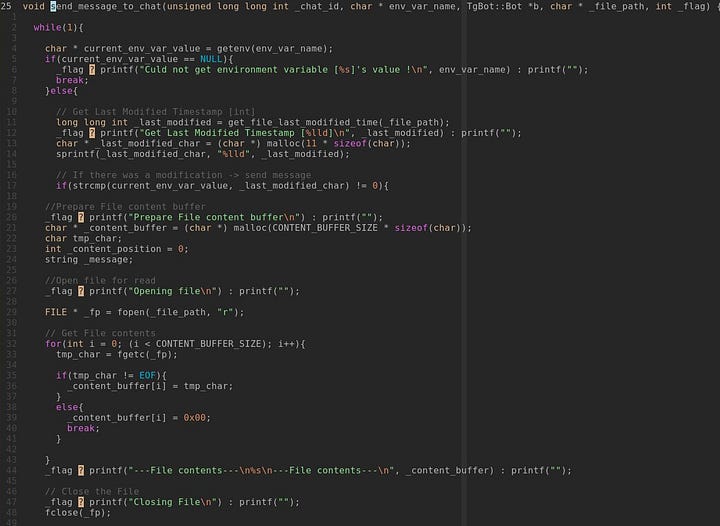 25 void send_message_to_chat(unsigned long long int _chat_id, char * env_var_name, TgBot::Bot *b, char * _file_path, int _flag) {
1
2 while(1){
3
4 char * current_env_var_value = getenv(env_var_name);
5 if(current_env_var_value == NULL){
6 _flag ? printf("Culd not get environment variable [%s]'s value !\n", env_var_name) : printf("");
7 break;
8 }else{
9
10 // Get Last Modified Timestamp [int]
11 long long int _last_modified = get_file_last_modified_time(_file_path);
12 _flag ? printf("Get Last Modified Timestamp [%lld]\n", _last_modified) : printf("");
13 char * _last_modified_char = (char *) malloc(11 * sizeof(char));
14 sprintf(_last_modified_char, "%lld", _last_modified);
15
16 // If there was a modification -> send message
17 if(strcmp(current_env_var_value, _last_modified_char) != 0){
18
19 //Prepare File content buffer
20 _flag ? printf("Prepare File content buffer\n") : printf("");
21 char * _content_buffer = (char *) malloc(CONTENT_BUFFER_SIZE * sizeof(char));
22 char tmp_char;
23 int _content_position = 0;
24 string _message;
25
26 //Open file for read
27 _flag ? printf("Opening file\n") : printf("");
28
29 FILE * _fp = fopen(_file_path, "r");
30
31 // Get File contents
32 for(int i = 0; (i < CONTENT_BUFFER_SIZE); i++){
33 tmp_char = fgetc(_fp);
34
35 if(tmp_char != EOF){
36 _content_buffer[i] = tmp_char;
37 }
38 else{
39 _content_buffer[i] = 0x00;
40 break;
41 }
42
43 }
44 _flag ? printf("---File contents---\n%s\n---File contents---\n", _content_buffer) : printf("");
45
46 // Close the File
47 _flag ? printf("Closing File\n") : printf("");
48 fclose(_fp);
49